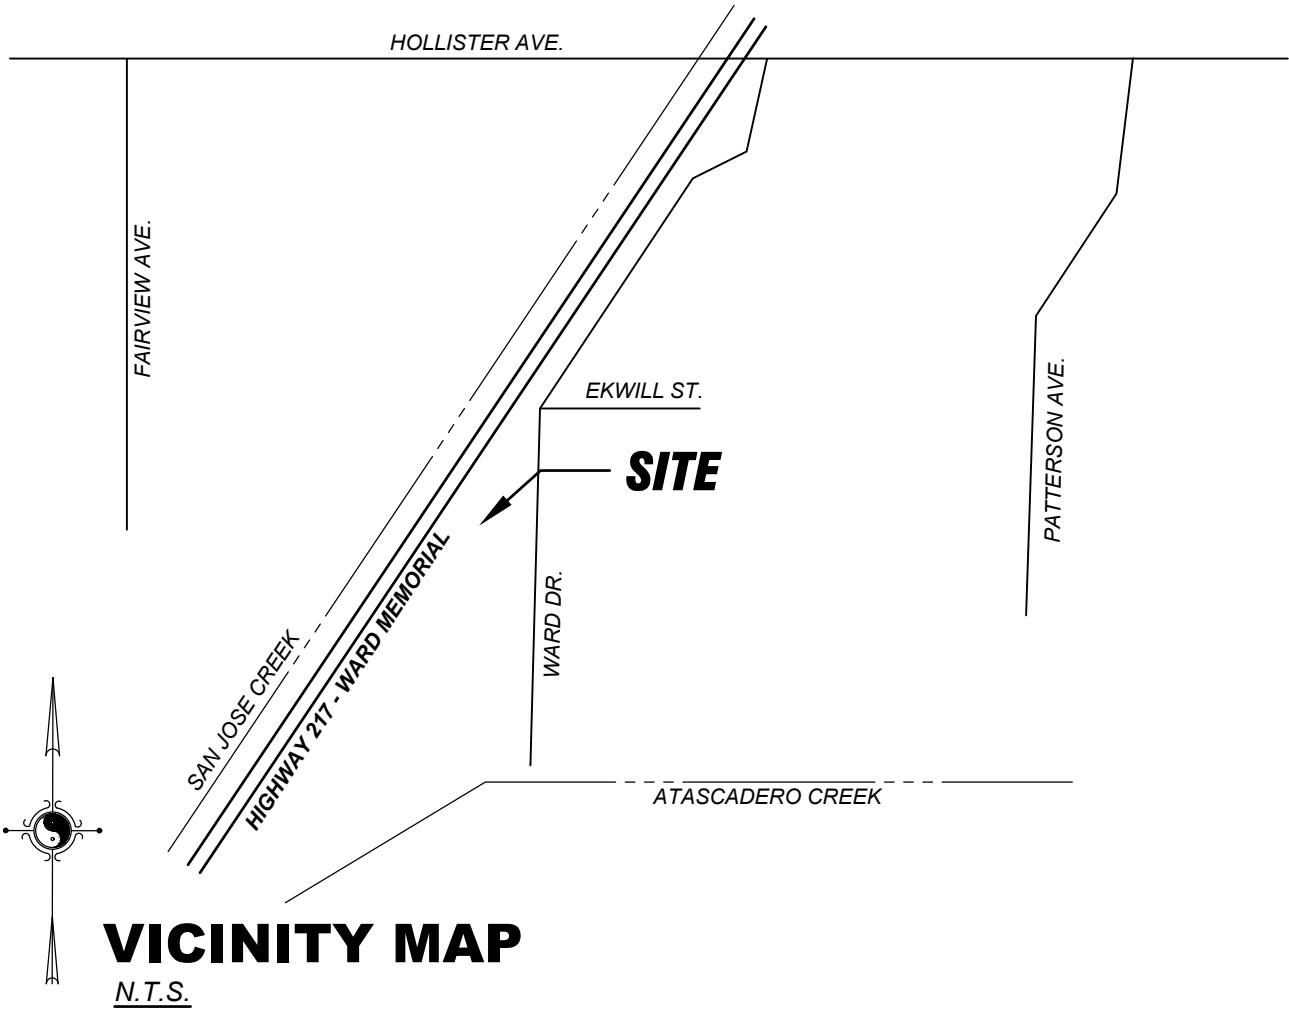 HOLLISTER AVE.
FAIRVIEW AVE.
EKWILL ST.
PATTERSON AVE.
SITE
WARD DR.
SAN JOSE CREEK
HIGHWAY 217 - WARD MEMORIAL
ATASCADERO CREEK
VICINITY MAP
N.T.S.